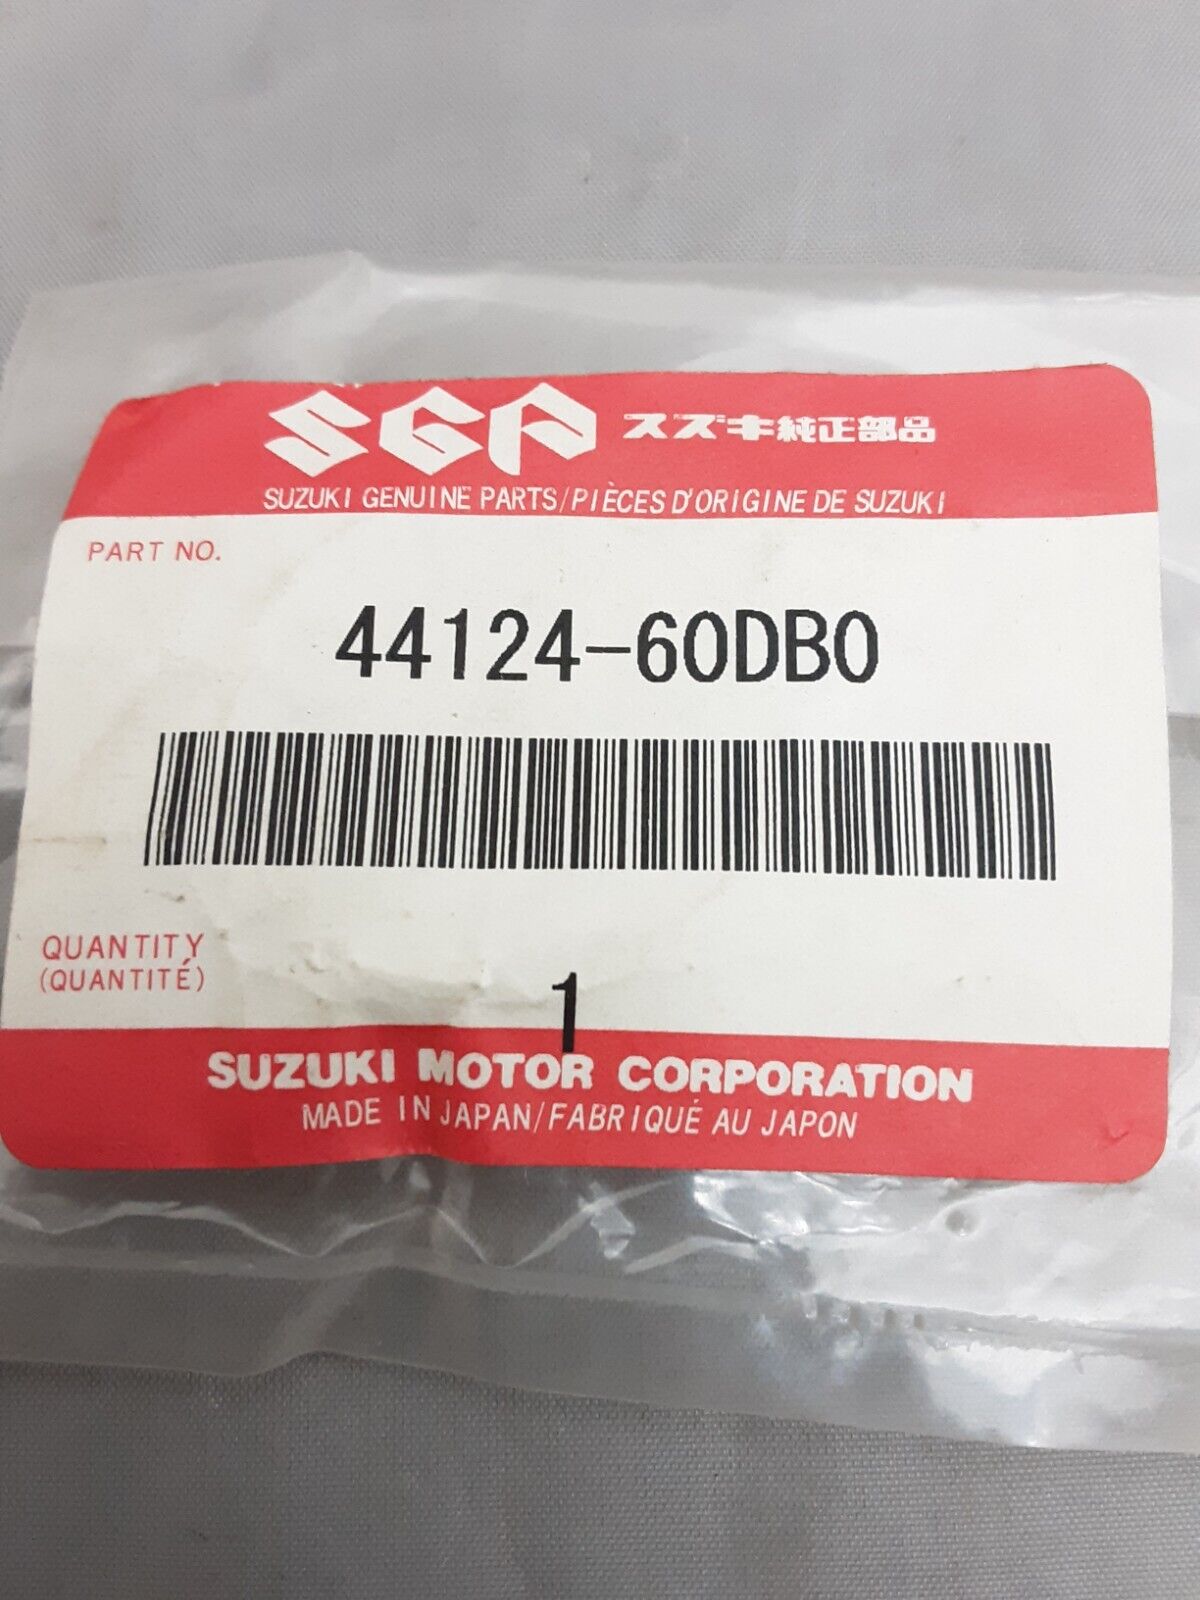 SGP スズキ純正部品
SUZUKI GENUINE PARTS/PIÈCES D'ORIGINE DE SUZUKI
PART NO.
44124-60DB0
QUANTITY
(QUANTITÉ)
1
SUZUKI MOTOR CORPORATION
MADE IN JAPAN/FABRIQUÉ AU JAPON